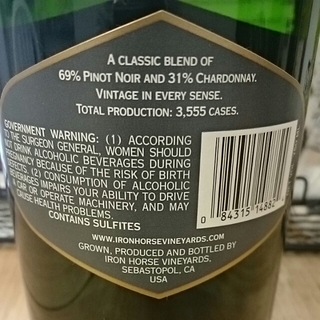 A CLASSIC BLEND OF
69% PINOT NOIR AND 31% CHARDONNAY.
VINTAGE IN EVERY SENSE.
TOTAL PRODUCTION: 3,555 CASES.
GOVERNMENT WARNING: (1) ACCORDING
TO THE SURGEON GENERAL, WOMEN SHOULD
NOT DRINK ALCOHOLIC BEVERAGES DURING
PREGNANCY BECAUSE OF THE RISK OF BIRTH
DEFECTS. (2) CONSUMPTION OF ALCOHOLIC
BEVERAGES IMPAIRS YOUR ABILITY TO DRIVE
A CAR OR OPERATE MACHINERY, AND MAY
CAUSE HEALTH PROBLEMS.
CONTAINS SULFITES
0 84315 1488
WWW.IRONHORSEVINEYARDS.COM
GROWN, PRODUCED AND BOTTLED BY
IRON HORSE VINEYARDS.
SEBASTOPOL, CA
USA